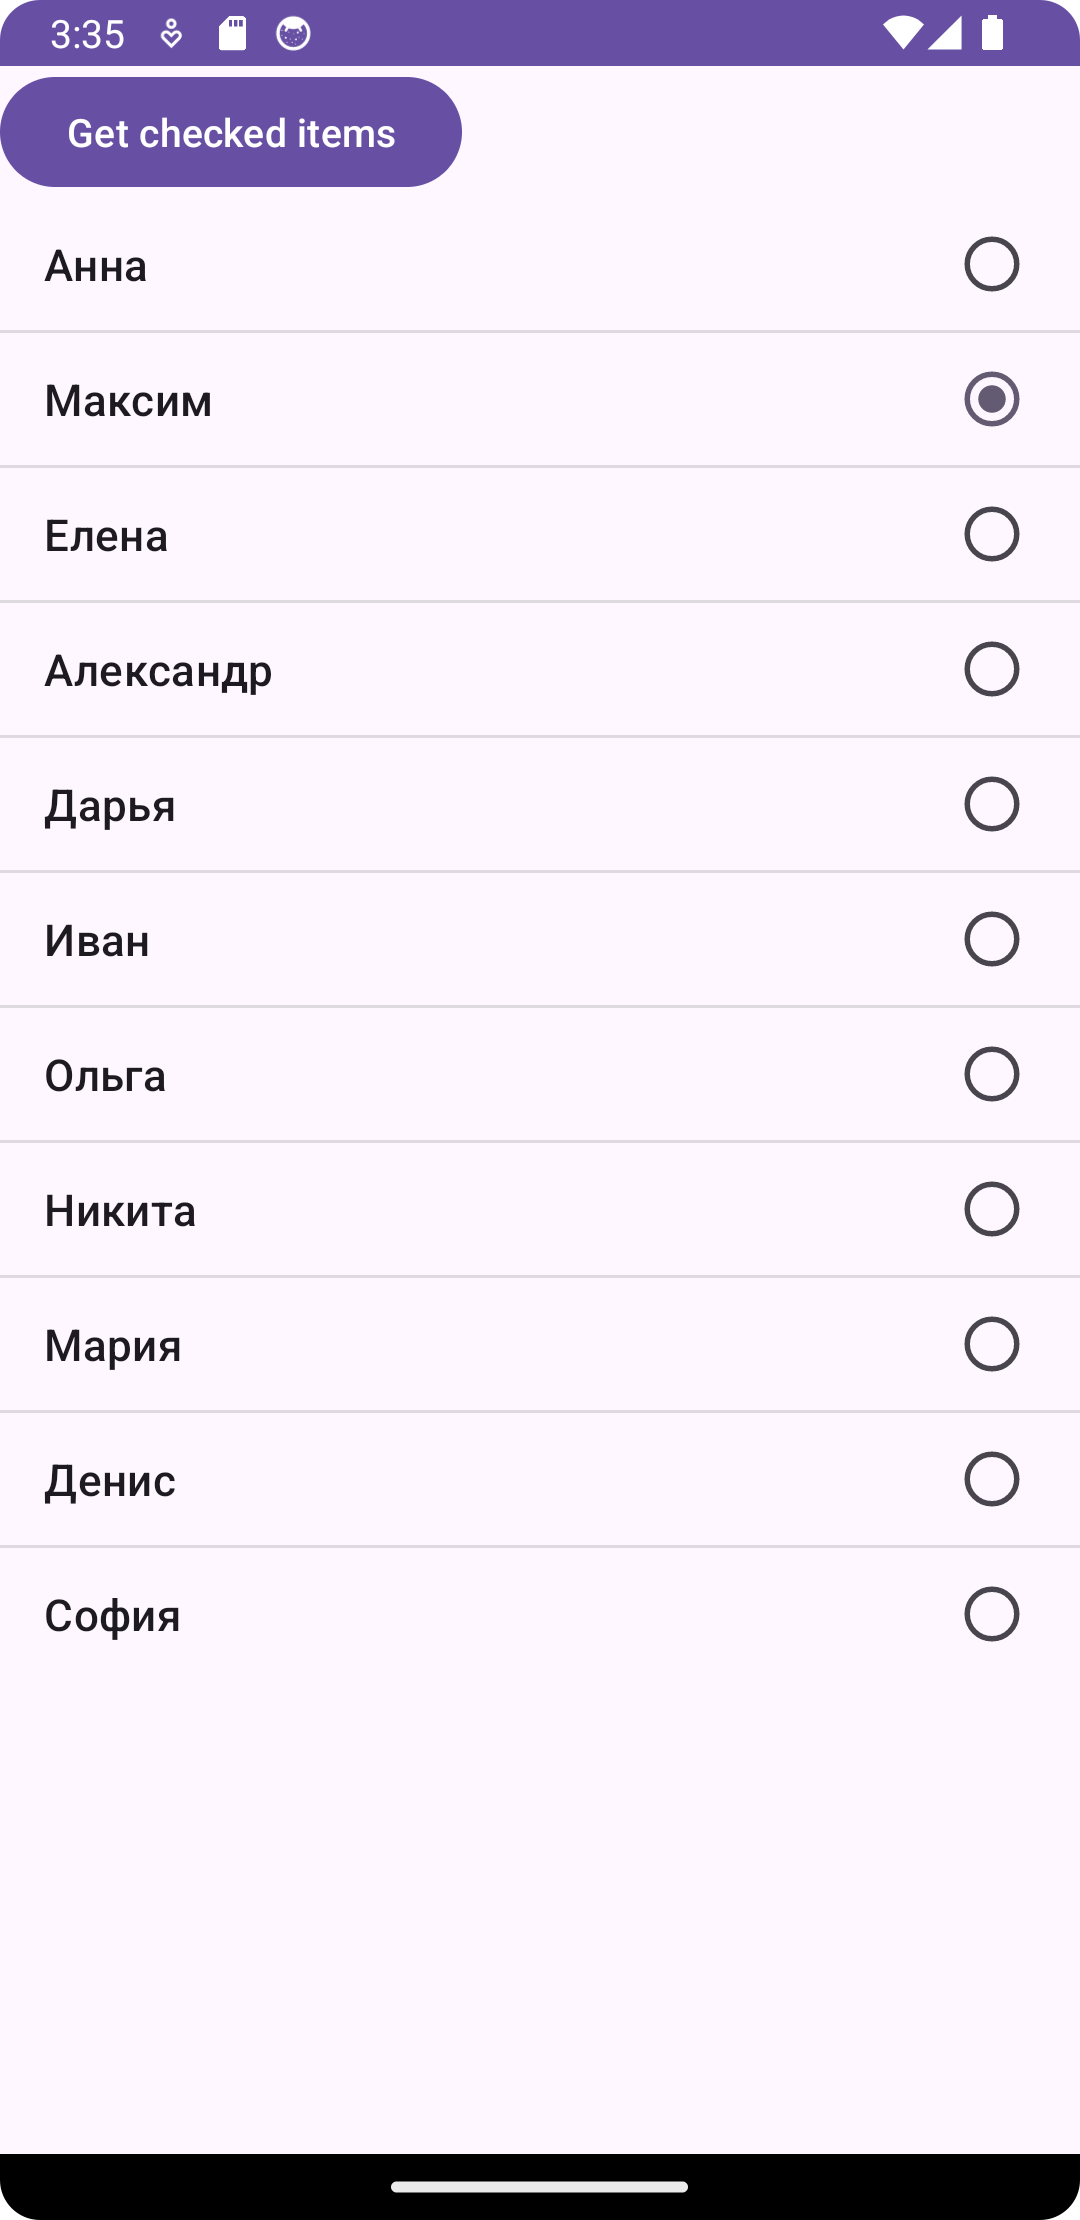 3:35
Get checked items
Анна
Максим
Елена
Александр
Дарья
Иван
Ольга
Никита
Мария
Денис
София